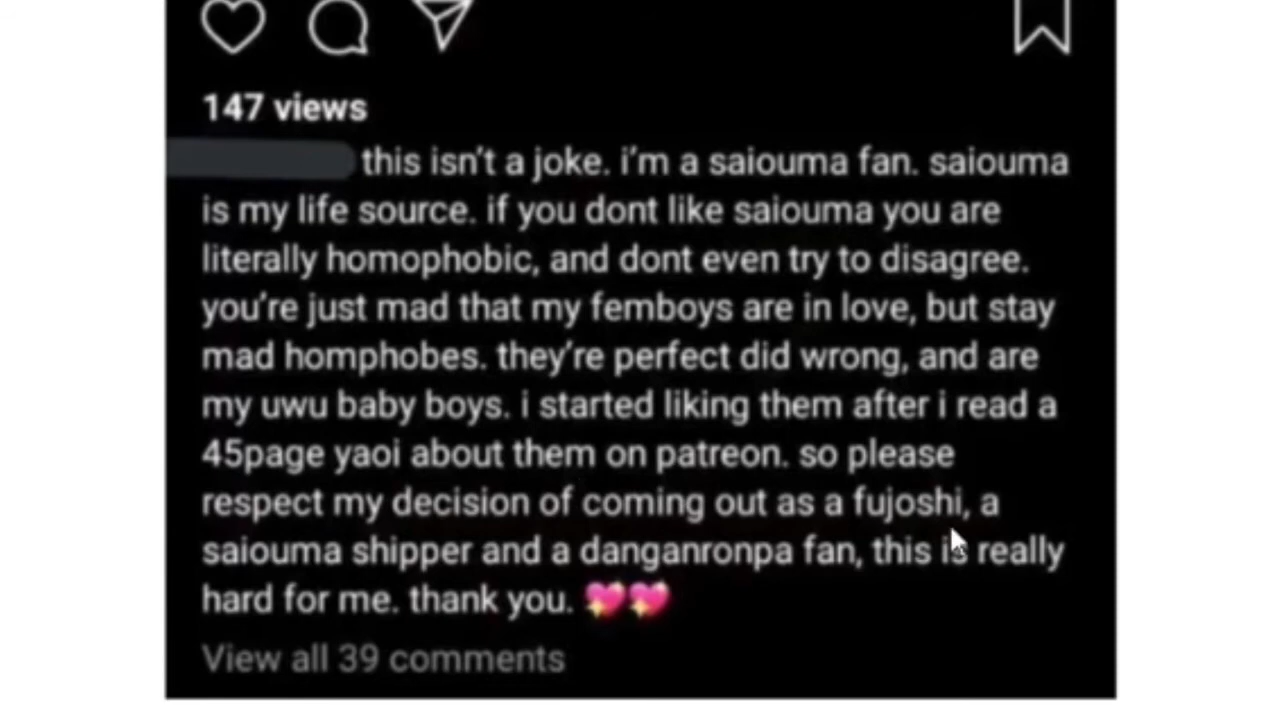 147 views
this isn't a joke. i'm a saiouma fan. saiouma
is my life source. if you dont like saiouma you are
literally homophobic, and dont even try to disagree.
you're just mad that my femboys are in love, but stay
mad homphobes. they're perfect did wrong, and are
my uwu baby boys. i started liking them after i read a
45page yaoi about them on patreon. so please
respect my decision of coming out as a fujoshi, a
saiouma shipper and a danganronpa fan, this is really
hard for me. thank you. 💖💖
View all 39 comments